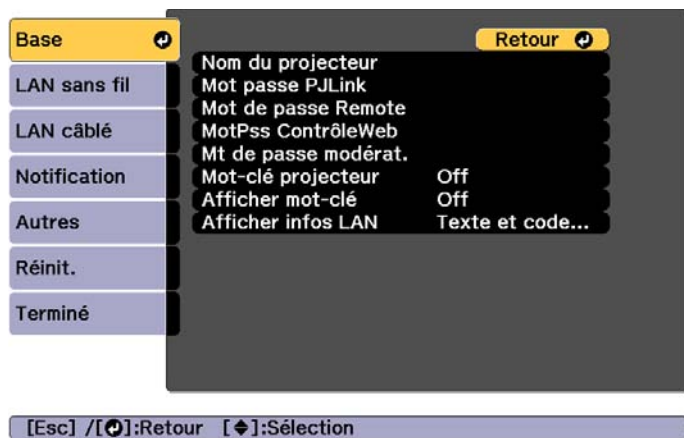 Base
LAN sans fil
LAN câblé
Notification
Autres
Réinit.
Terminé
Retour
Nom du projecteur
Mot passe PJLink
Mot de passe Remote
MotPss ContrôleWeb
Mt de passe modérat.
Mot-clé projecteur Off
Afficher mot-clé Off
Afficher infos LAN Texte et code...
[Esc] /[⏎]:Retour [◆]:Sélection